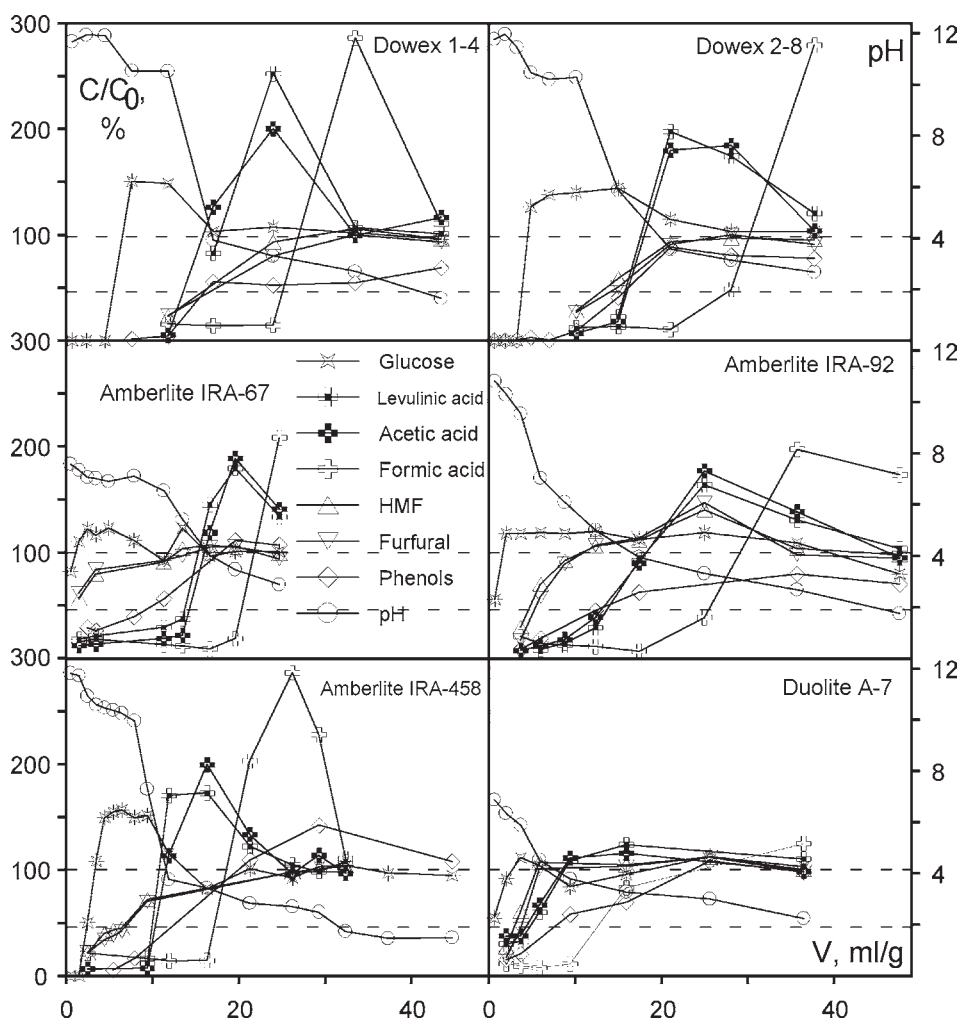 300
Dowex 1-4
Dowex 2-8
pH
12
C/C0,
%
200
8
100
4
300
12
Glucose
Amberlite IRA-67
Levulinic acid
Amberlite IRA-92
Acetic acid
200
Formic acid
8
HMF
Furfural
100
4
Phenols
pH
300
12
Amberlite IRA-458
Duolite A-7
200
8
100
4
V, ml/g
0
0
20
40
0
20
40